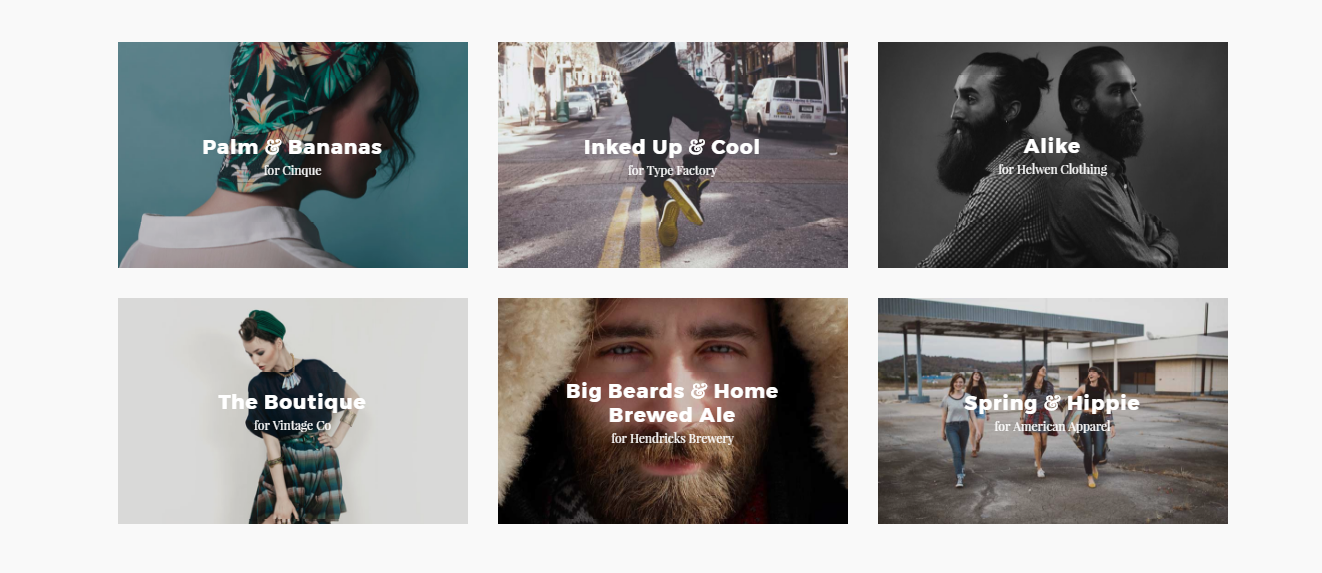 Palm & Bananas
for Cinque
Inked Up & Cool
for Type Factory
Alike
for Helwen Clothing
The Boutique
for Vintage Co
Big Beards & Home
Brewed Ale
for Hendricks Brewery
Spring & Hippie
for American Apparel